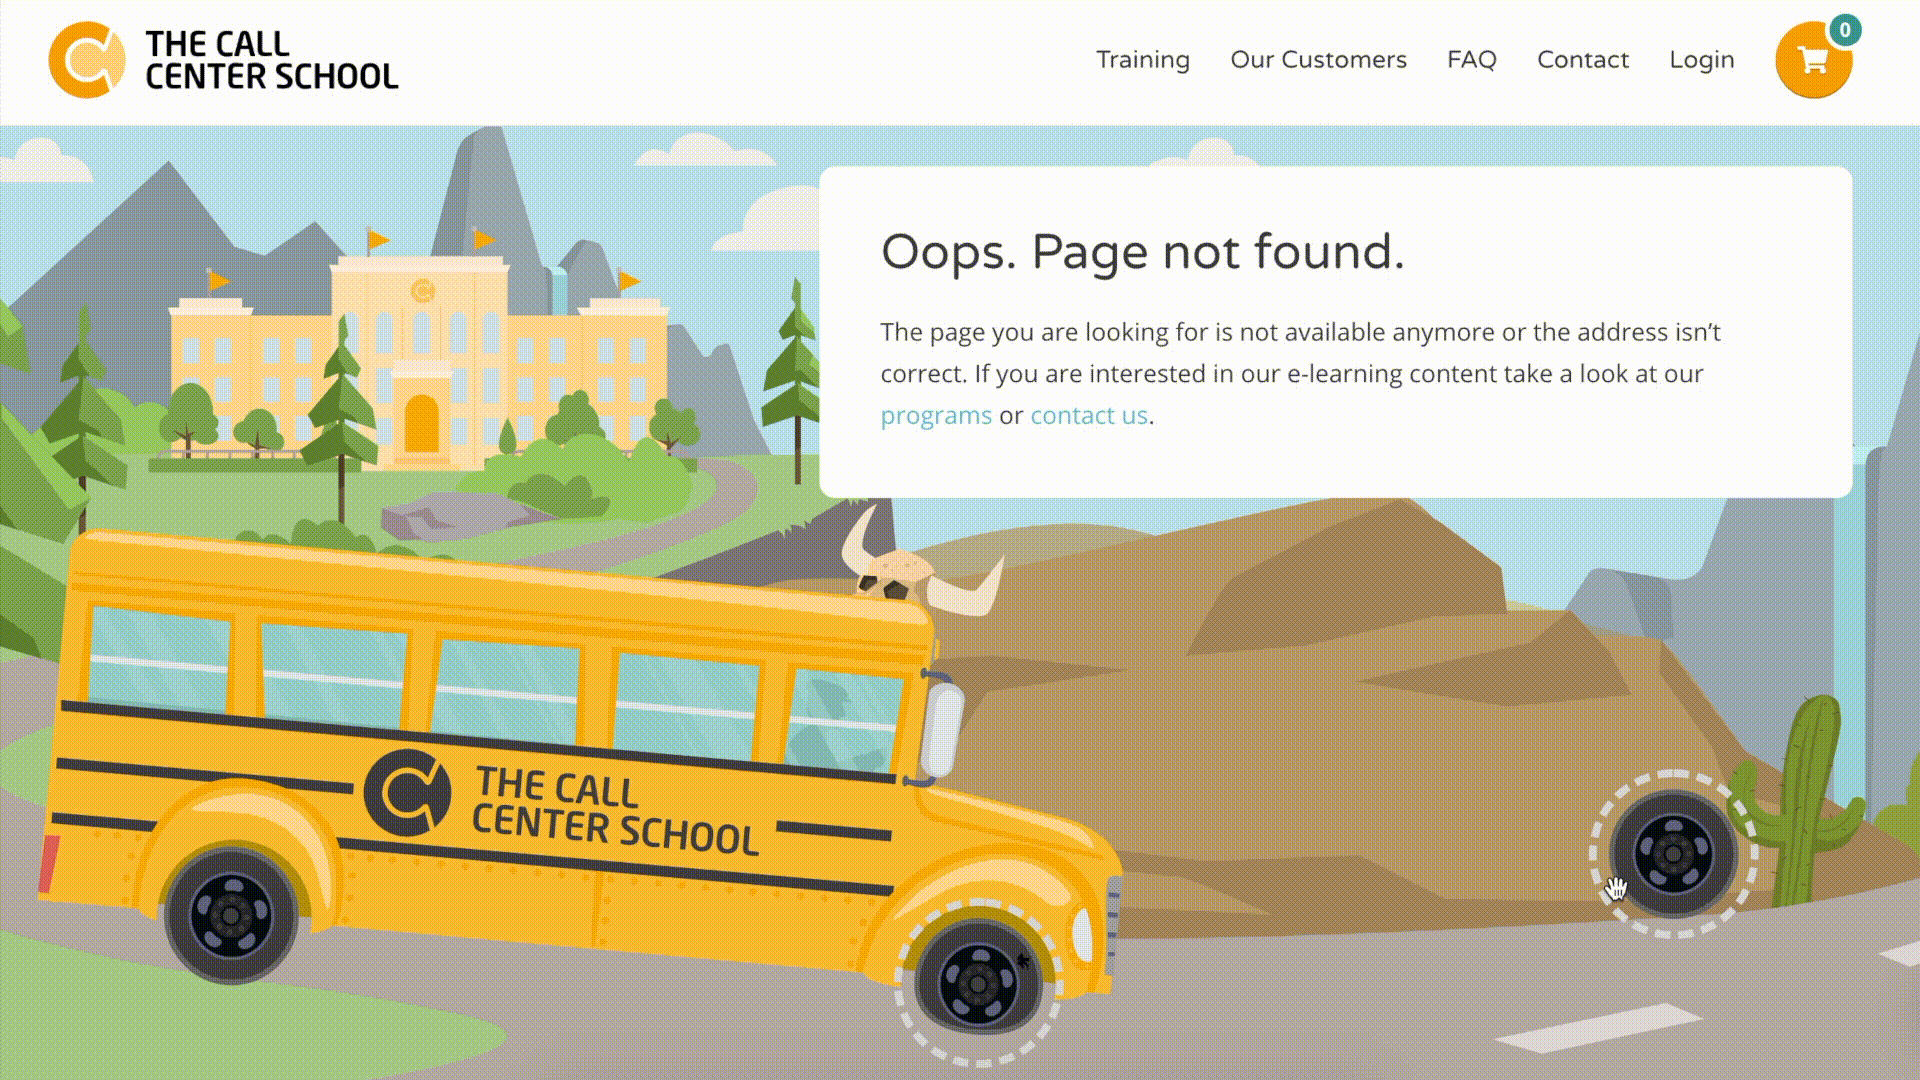 THE CALL
CENTER SCHOOL
Training
Our Customers
FAQ
Contact
Login
0
Oops. Page not found.
The page you are looking for is not available anymore or the address isn’t
correct. If you are interested in our e-learning content take a look at our
programs or contact us.
THE CALL
CENTER SCHOOL